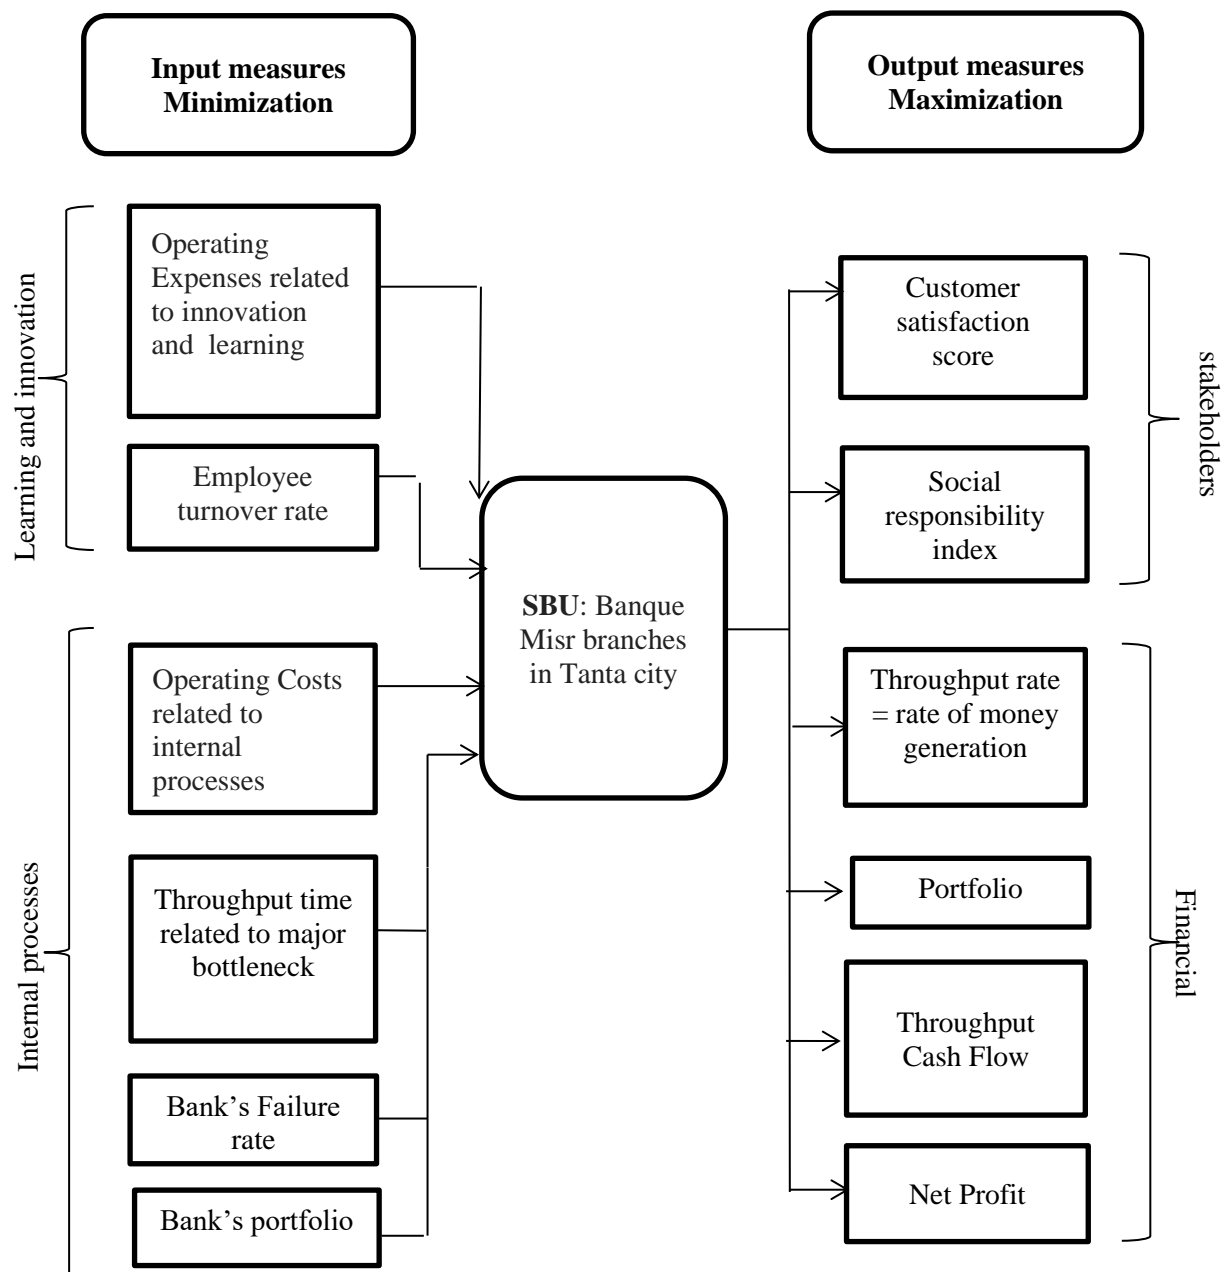 Input measures
Minimization
Output measures
Maximization
Learning and innovation
Operating
Expenses related
to innovation
and learning
Employee
turnover rate
Internal processes
Operating Costs
related to
internal
processes
Throughput time
related to major
bottleneck
Bank's Failure
rate
Bank's portfolio
SBU: Banque
Misr branches
in Tanta city
Customer
satisfaction
score
Social
responsibility
index
stakeholders
Throughput rate
= rate of money
generation
Portfolio
Throughput
Cash Flow
Net Profit
Financial